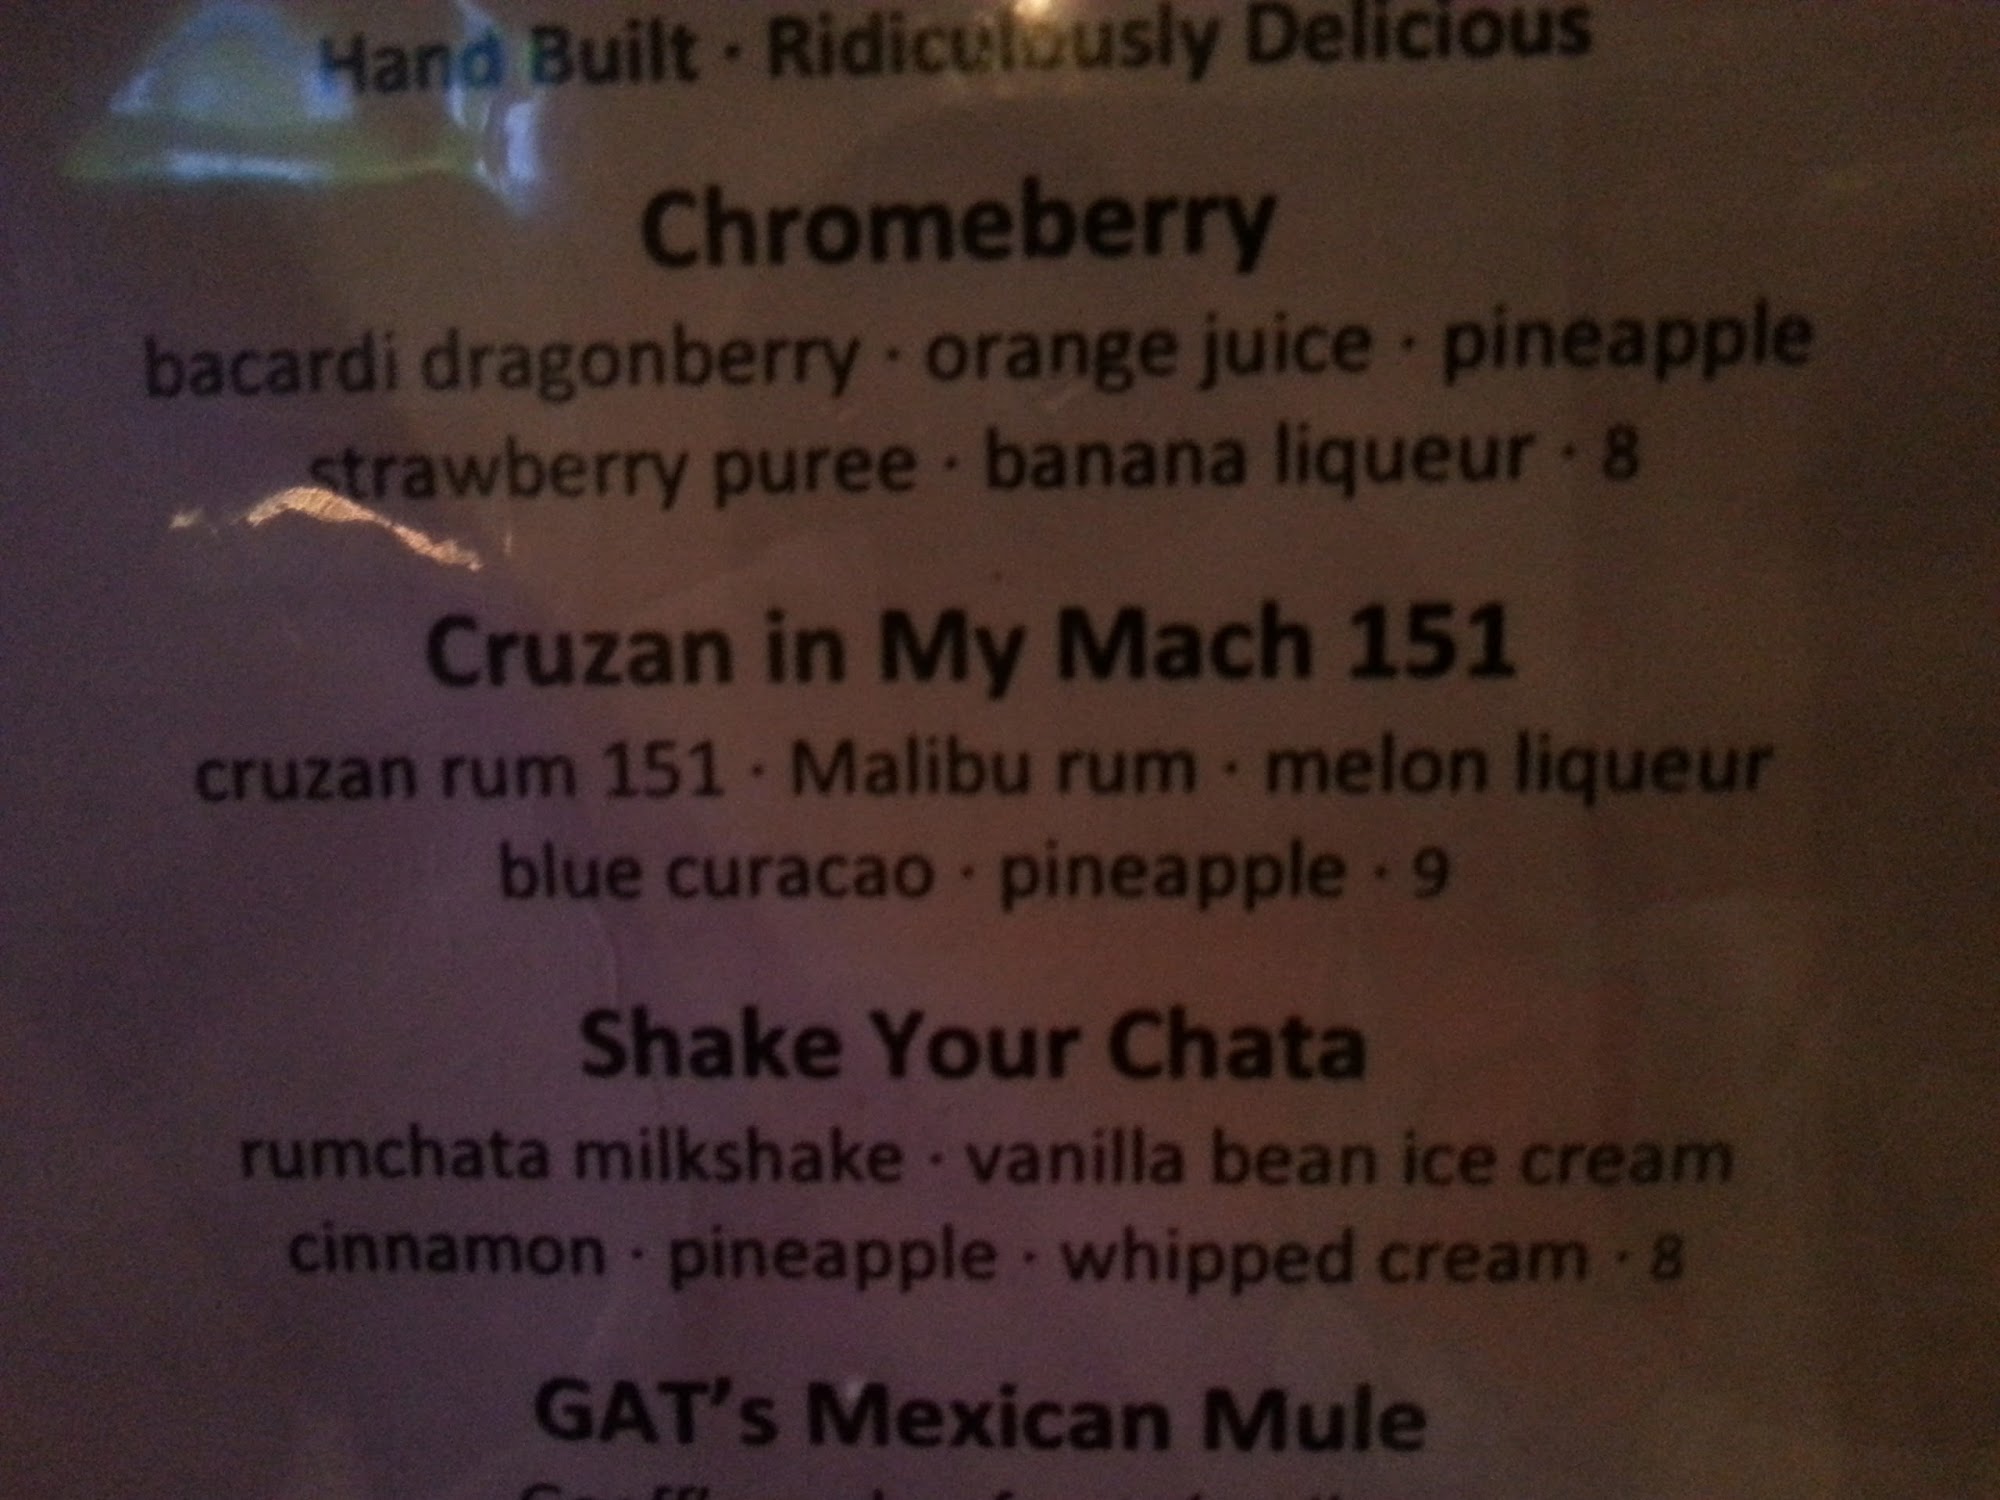 Hand Built · Ridiculously Delicious
Chromeberry
bacardi dragonberry · orange juice · pineapple
strawberry puree · banana liqueur · 8
Cruzan in My Mach 151
cruzan rum 151 · Malibu rum · melon liqueur
blue curacao · pineapple · 9
Shake Your Chata
rumchata milkshake · vanilla bean ice cream
cinnamon · pineapple · whipped cream · 8
GAT's Mexican Mule